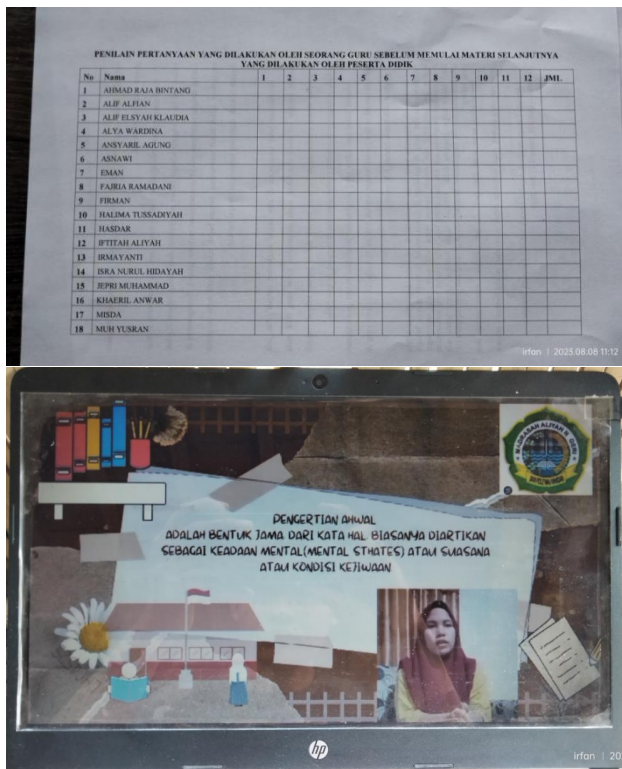 PENILAIN PERTANYAAN YANG DILAKUKAN OLEH SEORANG GURU SEBELUM MEMULAI MATERI SELANJUTNYA
YANG DILAKUKAN OLEH PESERTA DIDIK
No Nama 1 2 3 4 5 6 7 8 9 10 11 12 JML
1 AHMAD RAJA BINTANG
2 ALIF ALFIAN
3 ALIF ELSYAH KLAUDIA
4 ALYA WARDINA
5 ANSYARIL AGUNG
6 ASNAWI
7 EMAN
8 FAJRIA RAMADANI
9 FIRMAN
10 HALIMA TUSSADIYAH
11 HASDAR
12 IFTITAH ALIYAH
13 IRMAYANTI
14 ISRA NURUL HIDAYAH
15 JEPRI MUHAMMAD
16 KHAERIL ANWAR
17 MISDA
18 MUH YUSRAN
irfan | 2023.08.08 11:12
MADRASAH ALIYAH
PENGERTIAN AHWAL
ADALAH BENTUK JAMA DARI KATA HAL BIASANYA DIARTIKAN
SEBAGAI KEADAAN MENTAL(MENTAL STHATES) ATAU SUASANA
ATAU KONDISI KEJIWAAN
hp
irfan | 20